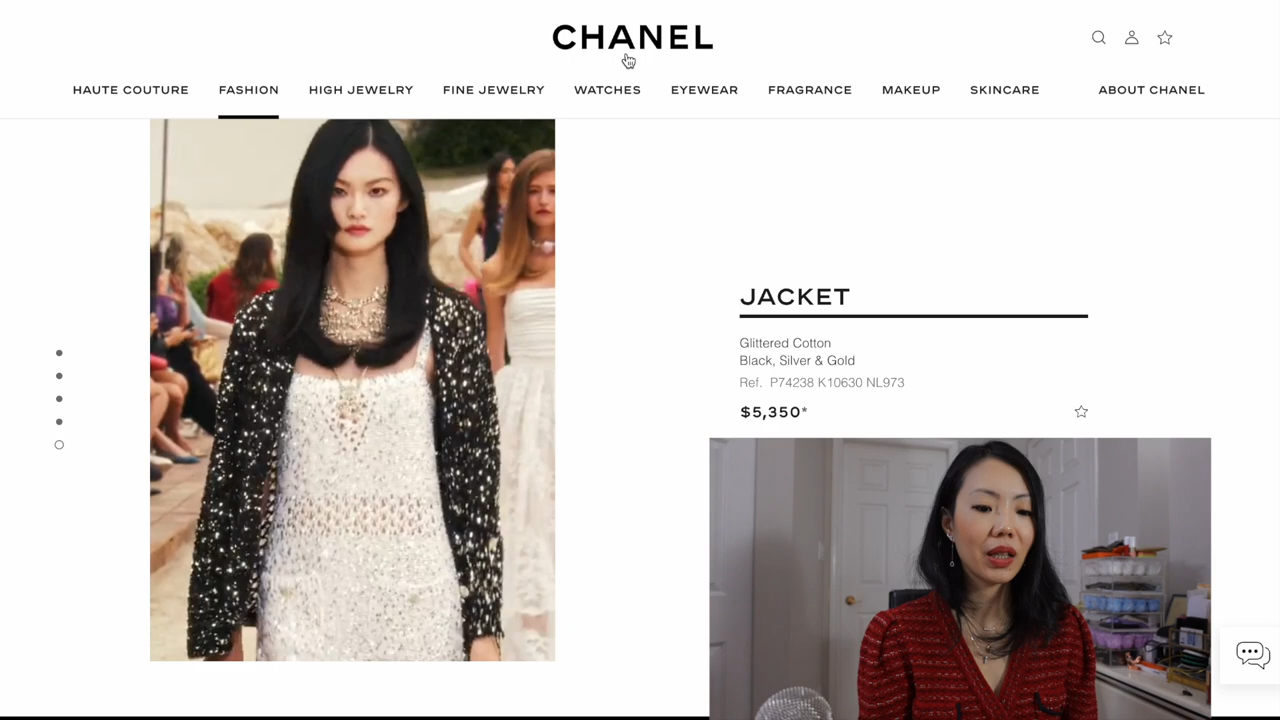 CHANEL
HAUTE COUTURE FASHION HIGH JEWELRY FINE JEWELRY WATCHES EYEWEAR FRAGRANCE MAKEUP SKINCARE ABOUT CHANEL
JACKET
Glittered Cotton
Black, Silver & Gold
Ref. P74238 K10630 NL973
$5,350*